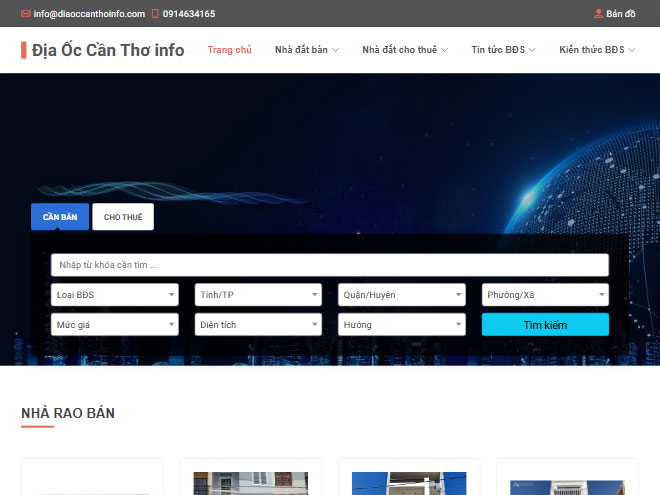 info@diaoccanthoinfo.com 0914634165 Bản đồ
Địa Ốc Cần Thơ info Trang chủ Nhà đất bán Nhà đất cho thuê Tin tức BĐS Kiến thức BĐS
CẦN BÁN CHO THUÊ
Nhập từ khóa cần tìm ...
Loại BĐS Tỉnh/TP Quận/Huyện Phường/Xã
Mức giá Diện tích Hướng Tìm kiếm
NHÀ RAO BÁN